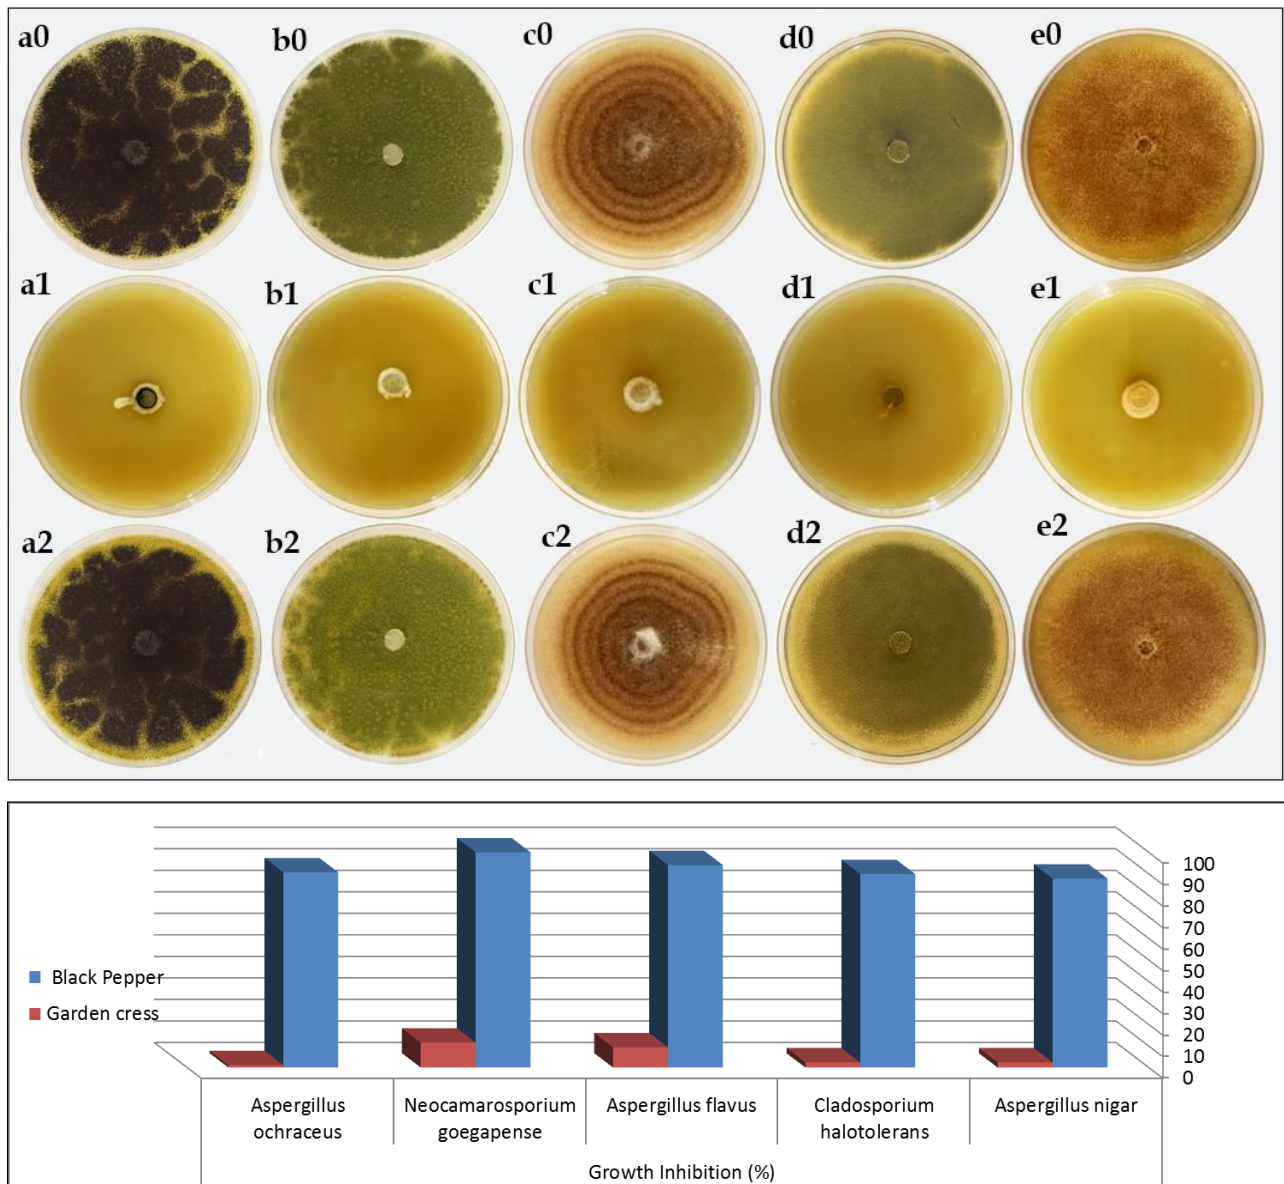 a0 b0 c0 d0 e0
a1 b1 c1 d1 e1
a2 b2 c2 d2 e2
100
90
80
70
60
50
40
30
20
10
0
Black Pepper
Garden cress
Aspergillus
ochraceus
Neocamarosporium
goegapense
Aspergillus flavus
Cladosporium
halotolerans
Aspergillus nigar
Growth Inhibition (%)